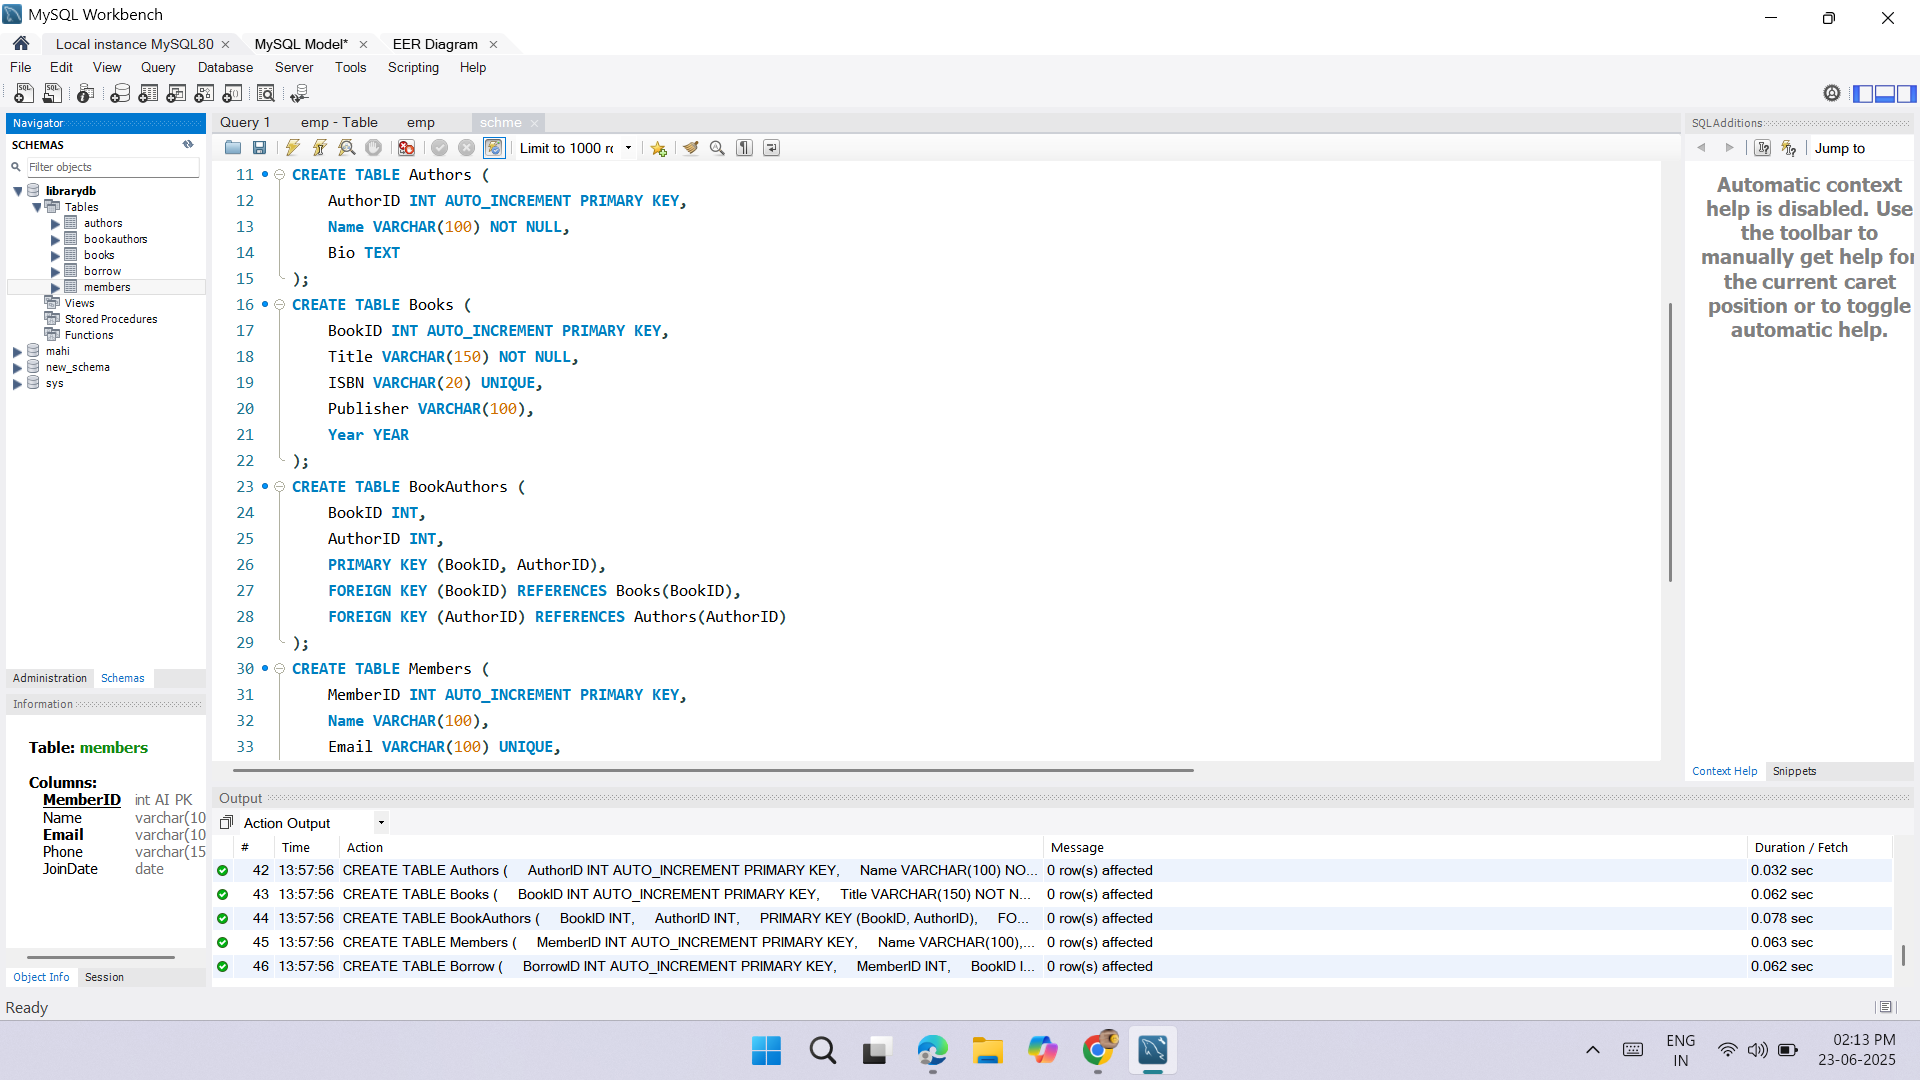 MySQL Workbench
Local instance MySQL80
MySQL Model*
EER Diagram
File Edit View Query Database Server Tools Scripting Help
Navigator
SCHEMAS
Filter objects
librarydb
Tables
authors
bookauthors
books
borrow
members
Views
Stored Procedures
Functions
mahi
new_schema
sys
Administration Schemas
Information
Table: members
Columns:
MemberID int AI PK
Name varchar(10
Email varchar(10
Phone varchar(15
JoinDate date
Object Info Session
Query 1 emp - Table emp schme
Limit to 1000 rc
11 CREATE TABLE Authors (
12 AuthorID INT AUTO_INCREMENT PRIMARY KEY,
13 Name VARCHAR(100) NOT NULL,
14 Bio TEXT
15 );
16 CREATE TABLE Books (
17 BookID INT AUTO_INCREMENT PRIMARY KEY,
18 Title VARCHAR(150) NOT NULL,
19 ISBN VARCHAR(20) UNIQUE,
20 Publisher VARCHAR(100),
21 Year YEAR
22 );
23 CREATE TABLE BookAuthors (
24 BookID INT,
25 AuthorID INT,
26 PRIMARY KEY (BookID, AuthorID),
27 FOREIGN KEY (BookID) REFERENCES Books(BookID),
28 FOREIGN KEY (AuthorID) REFERENCES Authors(AuthorID)
29 );
30 CREATE TABLE Members (
31 MemberID INT AUTO_INCREMENT PRIMARY KEY,
32 Name VARCHAR(100),
33 Email VARCHAR(100) UNIQUE,
SQLAdditions
Jump to
Automatic context
help is disabled. Use
the toolbar to
manually get help for
the current caret
position or to toggle
automatic help.
Context Help Snippets
Output
Action Output
# Time Action Message Duration / Fetch
42 13:57:56 CREATE TABLE Authors ( AuthorID INT AUTO_INCREMENT PRIMARY KEY, Name VARCHAR(100) NO... 0 row(s) affected 0.032 sec
43 13:57:56 CREATE TABLE Books ( BookID INT AUTO_INCREMENT PRIMARY KEY, Title VARCHAR(150) NOT N... 0 row(s) affected 0.062 sec
44 13:57:56 CREATE TABLE BookAuthors ( BookID INT, AuthorID INT, PRIMARY KEY (BookID, AuthorID), FO... 0 row(s) affected 0.078 sec
45 13:57:56 CREATE TABLE Members ( MemberID INT AUTO_INCREMENT PRIMARY KEY, Name VARCHAR(100),... 0 row(s) affected 0.063 sec
46 13:57:56 CREATE TABLE Borrow ( BorrowID INT AUTO_INCREMENT PRIMARY KEY, MemberID INT, BookID I... 0 row(s) affected 0.062 sec
Ready
ENG
IN
02:13 PM
23-06-2025